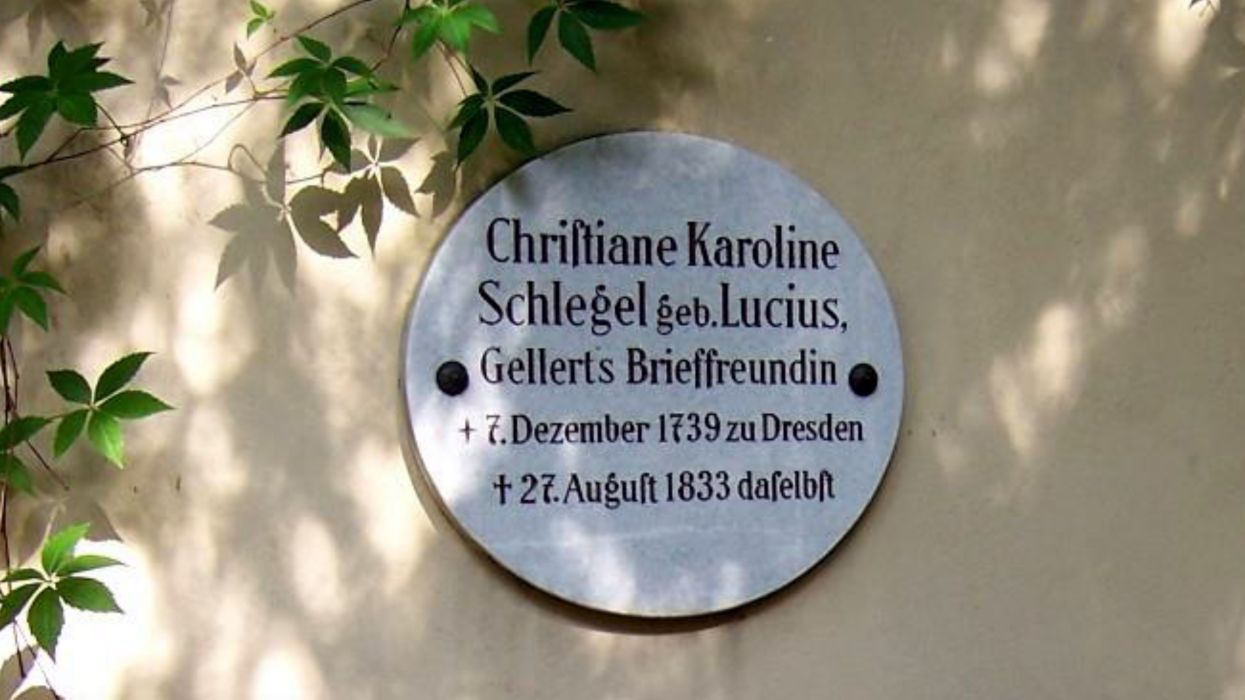 Chriſtiane Karoline
Schlegel geb. Lucius,
Gellerts Brieffreundin
+ 7. Dezember 1739 zu Dresden
† 27. Auguſt 1833 daſelbſt